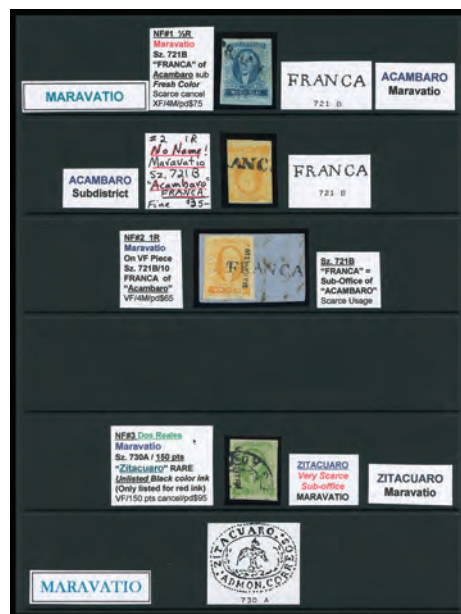 NF#1 ½R
Maravatio
Sz. 721B
"FRANCA" of
Acambaro sub
Fresh Color
Scarce cancel
XF/4M/pd$75
MARAVATIO
FRANCA
721 B
ACAMBARO
Maravatio
ACAMBARO
Subdistrict
#2 1R
No Name!
Maravatio
Sz. 721B
"Acambaro"
FRANCA
Fine $35-
ANC
FRANCA
721 B
NF#2 1R
Maravatio
On VF Piece
Sz. 721B/10
FRANCA of
"Acambaro"
VF/4M/pd$65
FRANCA
Sz. 721B
"FRANCA" =
Sub-Office of
"ACAMBARO"
Scarce Usage
NF#3 Dos Reales
Maravatio
Sz. 730A / 150 pts
"Zitacuaro" RARE
Unlisted Black color ink
(Only listed for red ink)
VF/150 pts cancel/pd$95
ZITACUARO
Very Scarce
Sub-office
MARAVATIO
ZITACUARO
Maravatio
ZITACUARO.
ADMON.CORREOS
730 A
MARAVATIO